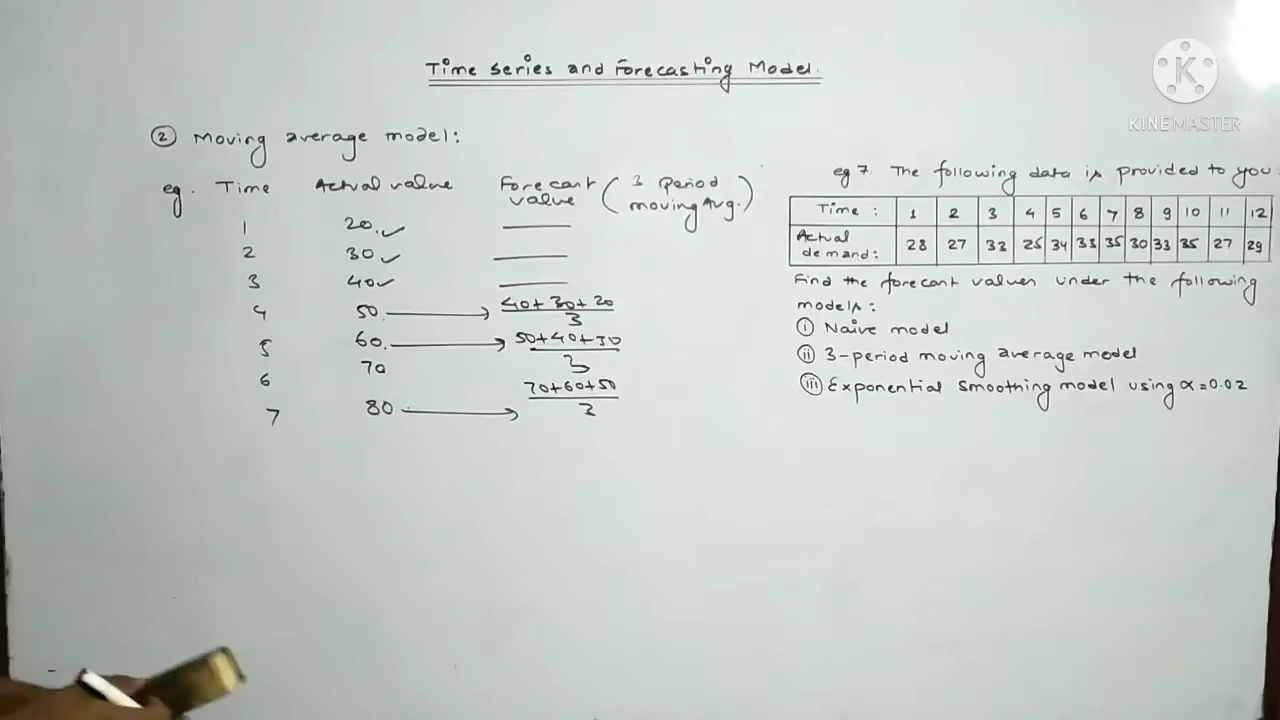 Time Series and Forecasting Model.
② Moving average model:
eg. Time Actual value Forecast value (3 Period moving Avg.)
1 20.
2 30
3 40
4 50 40+30+20 / 3
5 60. 50+40+30 / 3
6 70
7 80 70+60+50 / 3
eg 7. The following data is provided to you
Time: 1 2 3 4 5 6 7 8 9 10 11 12
Actual demand: 28 27 33 25 34 33 35 30 33 35 27 29
Find the forecast values under the following
models:
(i) Naive model
(ii) 3-period moving average model
(iii) Exponential smoothing model using α=0.02
K
KINEMASTER